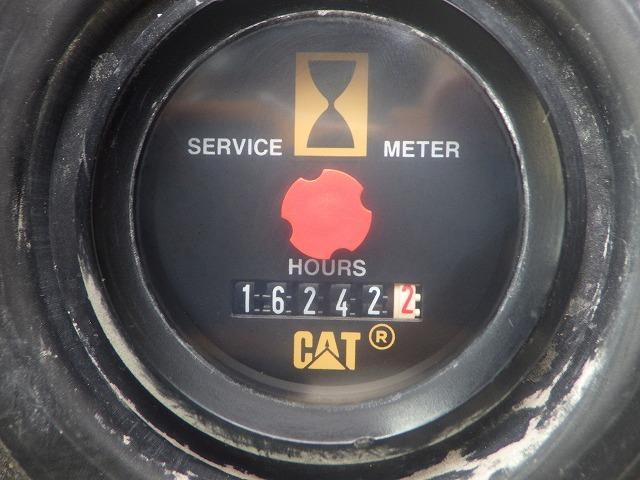 SERVICE METER
HOURS
162422
CAT®